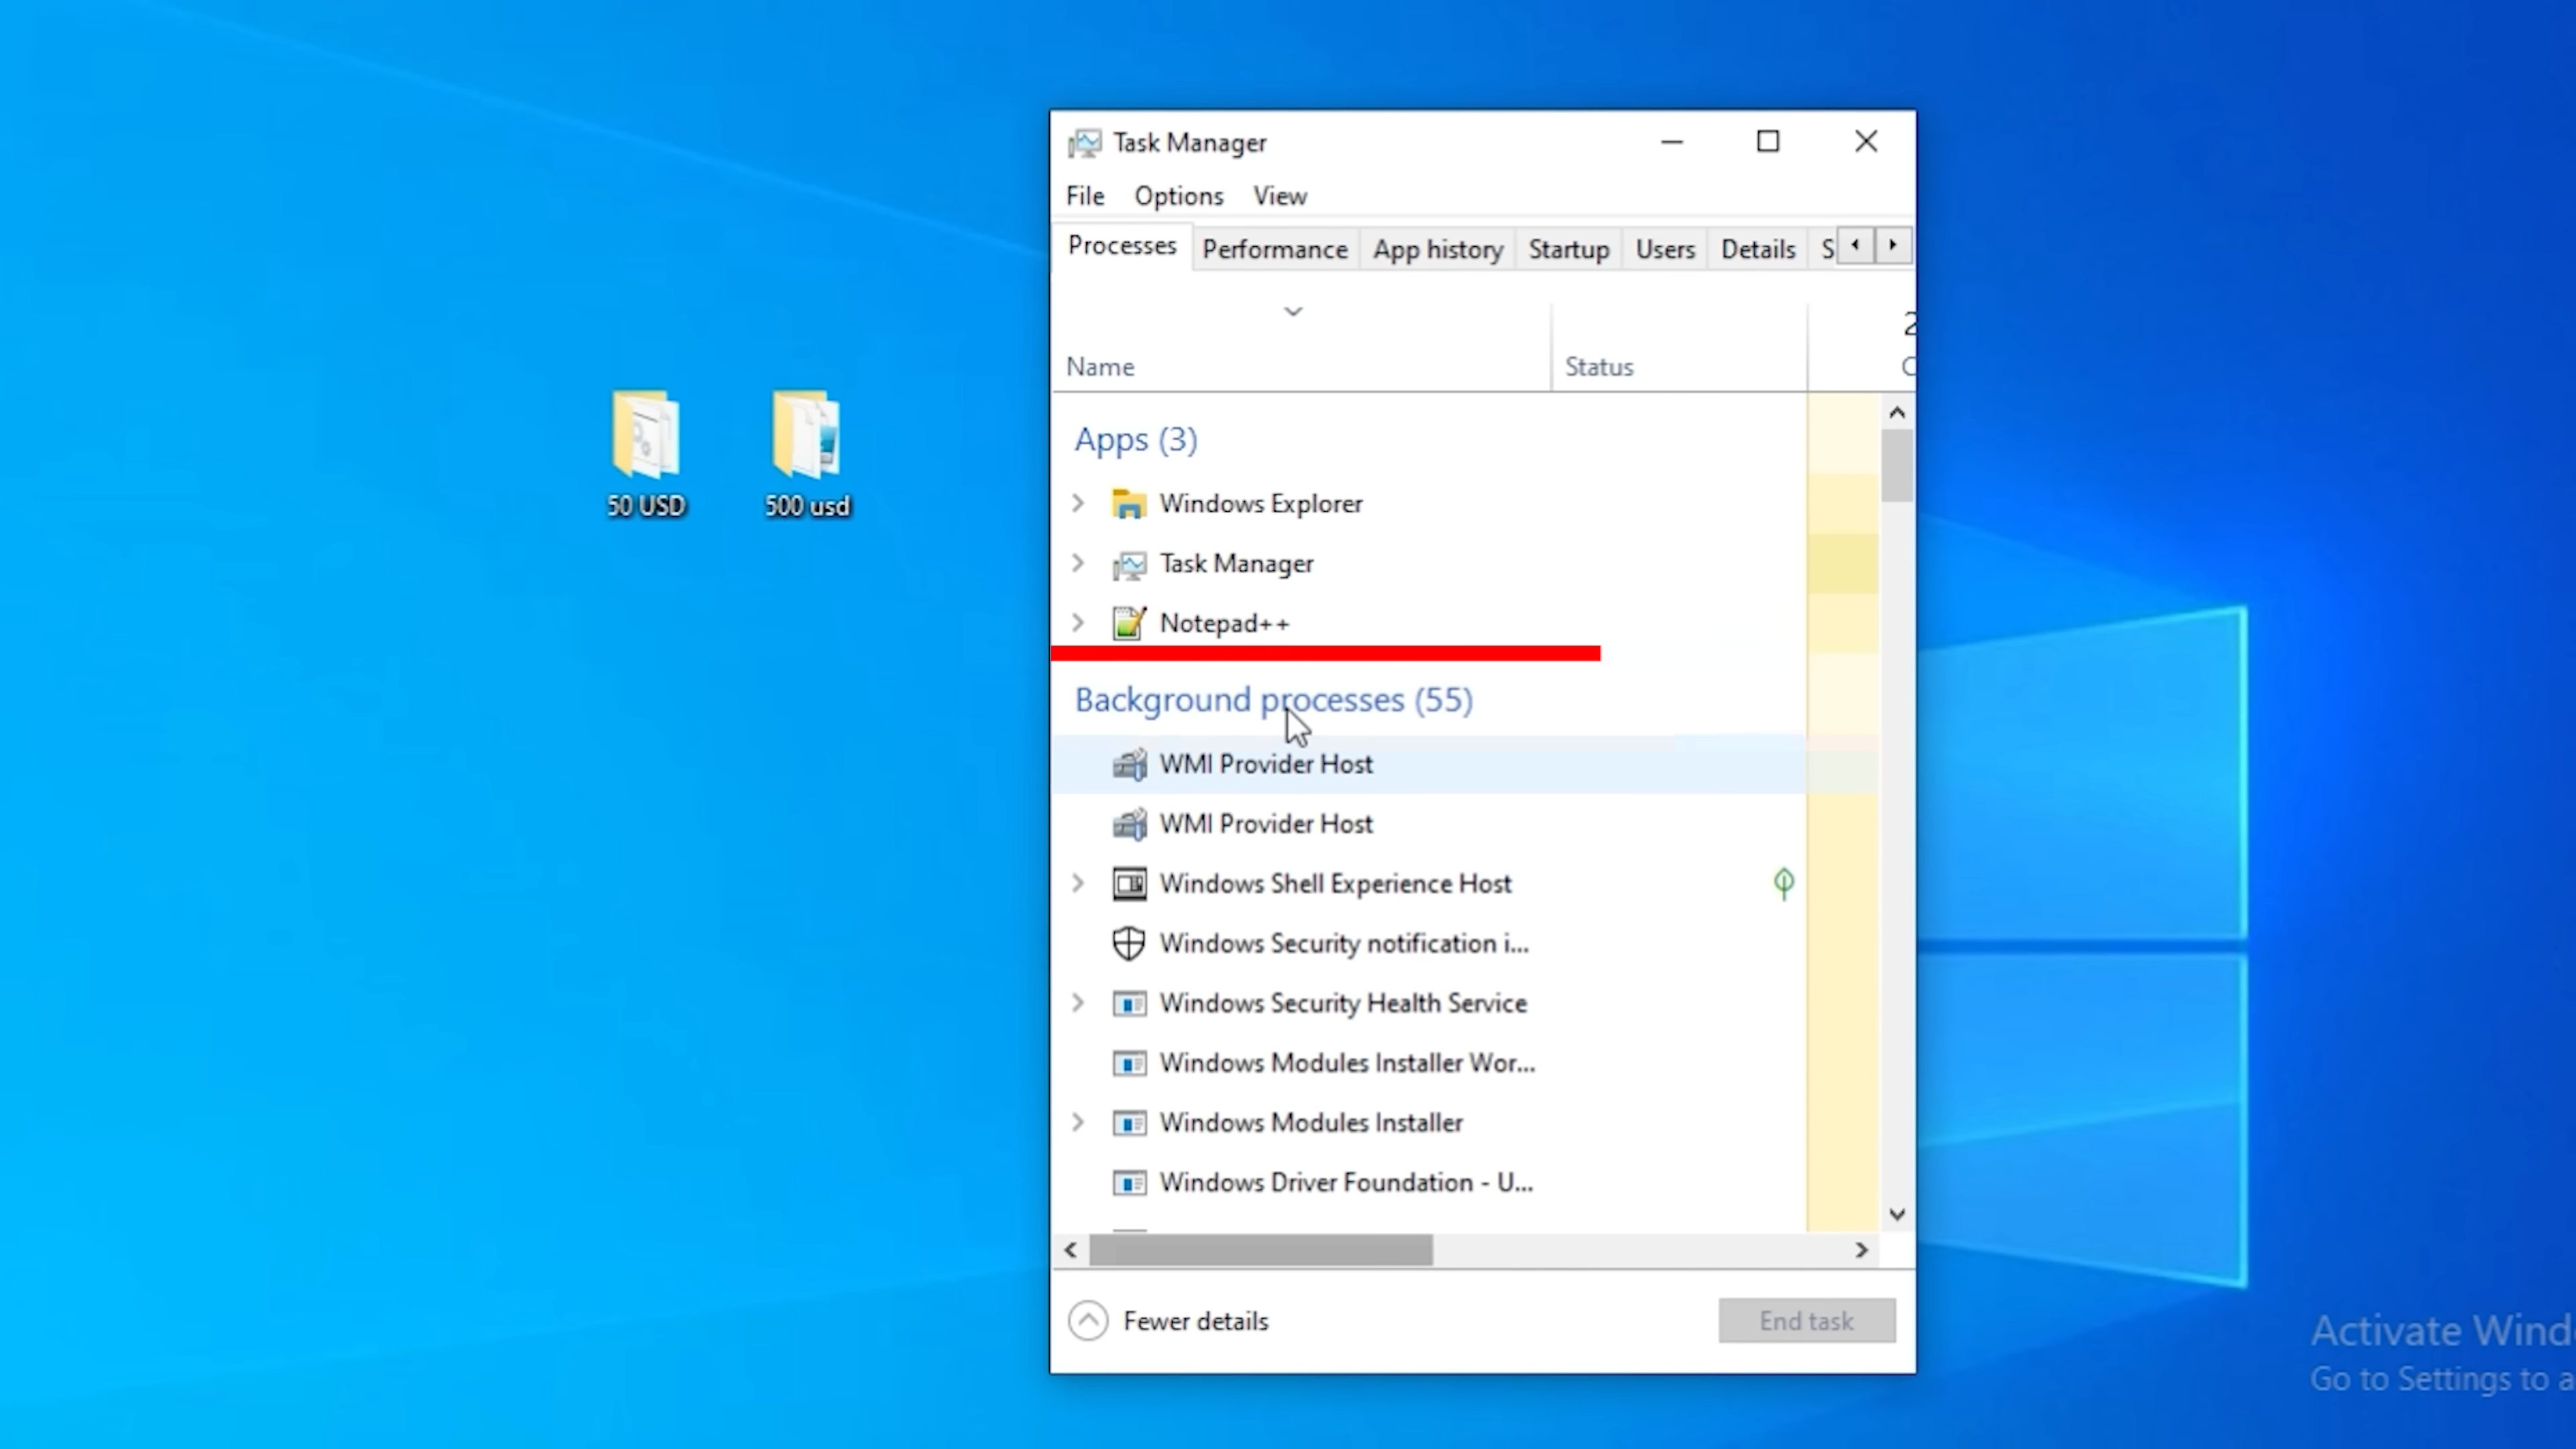 Task Manager
File Options View
Processes Performance App history Startup Users Details S
Name Status
Apps (3)
Windows Explorer
Task Manager
Notepad++
Background processes (55)
WMI Provider Host
WMI Provider Host
Windows Shell Experience Host
Windows Security notification i...
Windows Security Health Service
Windows Modules Installer Wor...
Windows Modules Installer
Windows Driver Foundation - U...
Fewer details End task
50 USD
500 usd
Activate Wind
Go to Settings to a